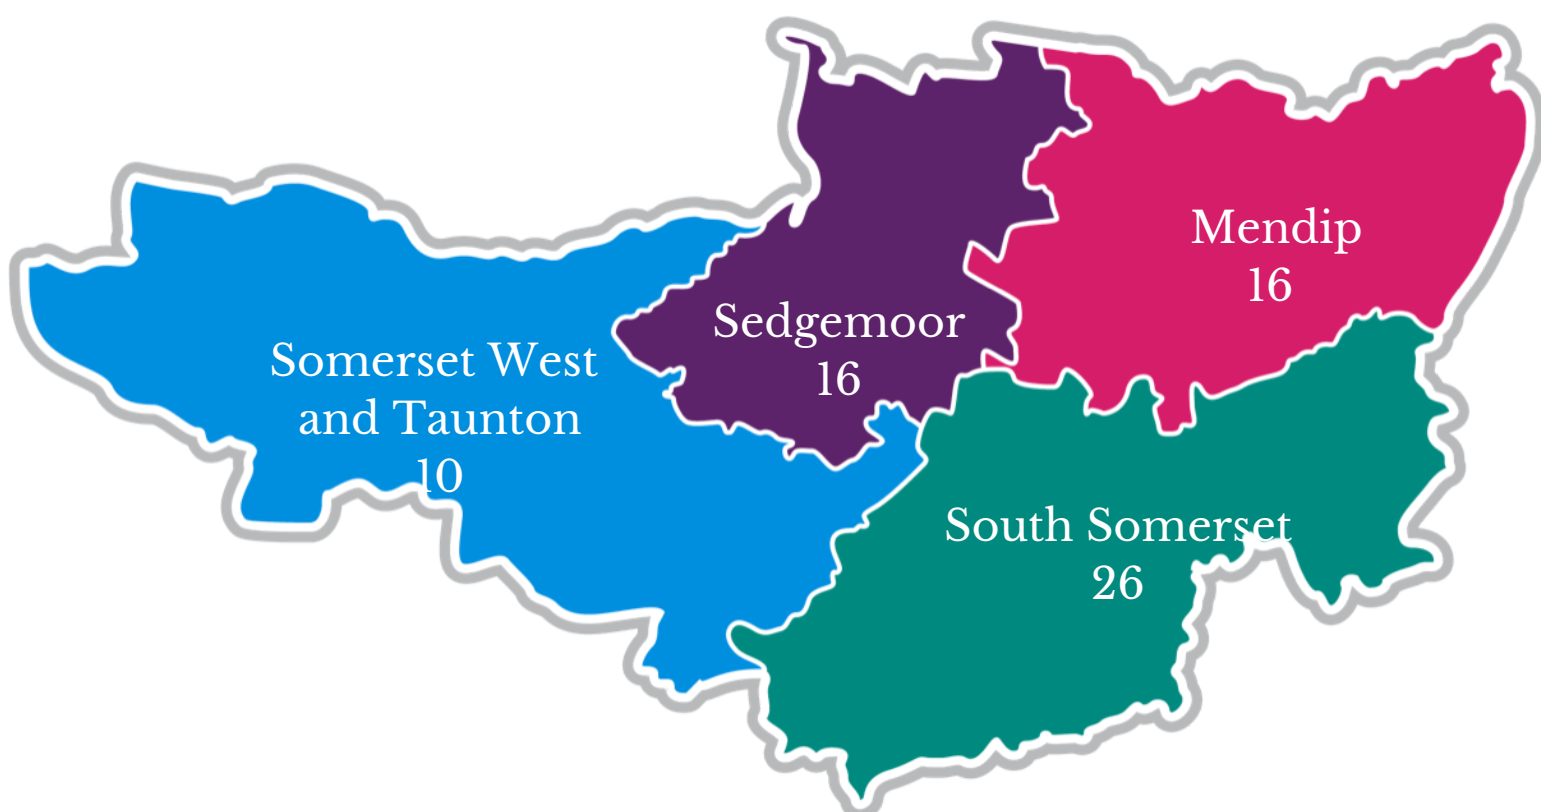 Somerset West
and Taunton
10
Sedgemoor
16
Mendip
16
South Somerset
26